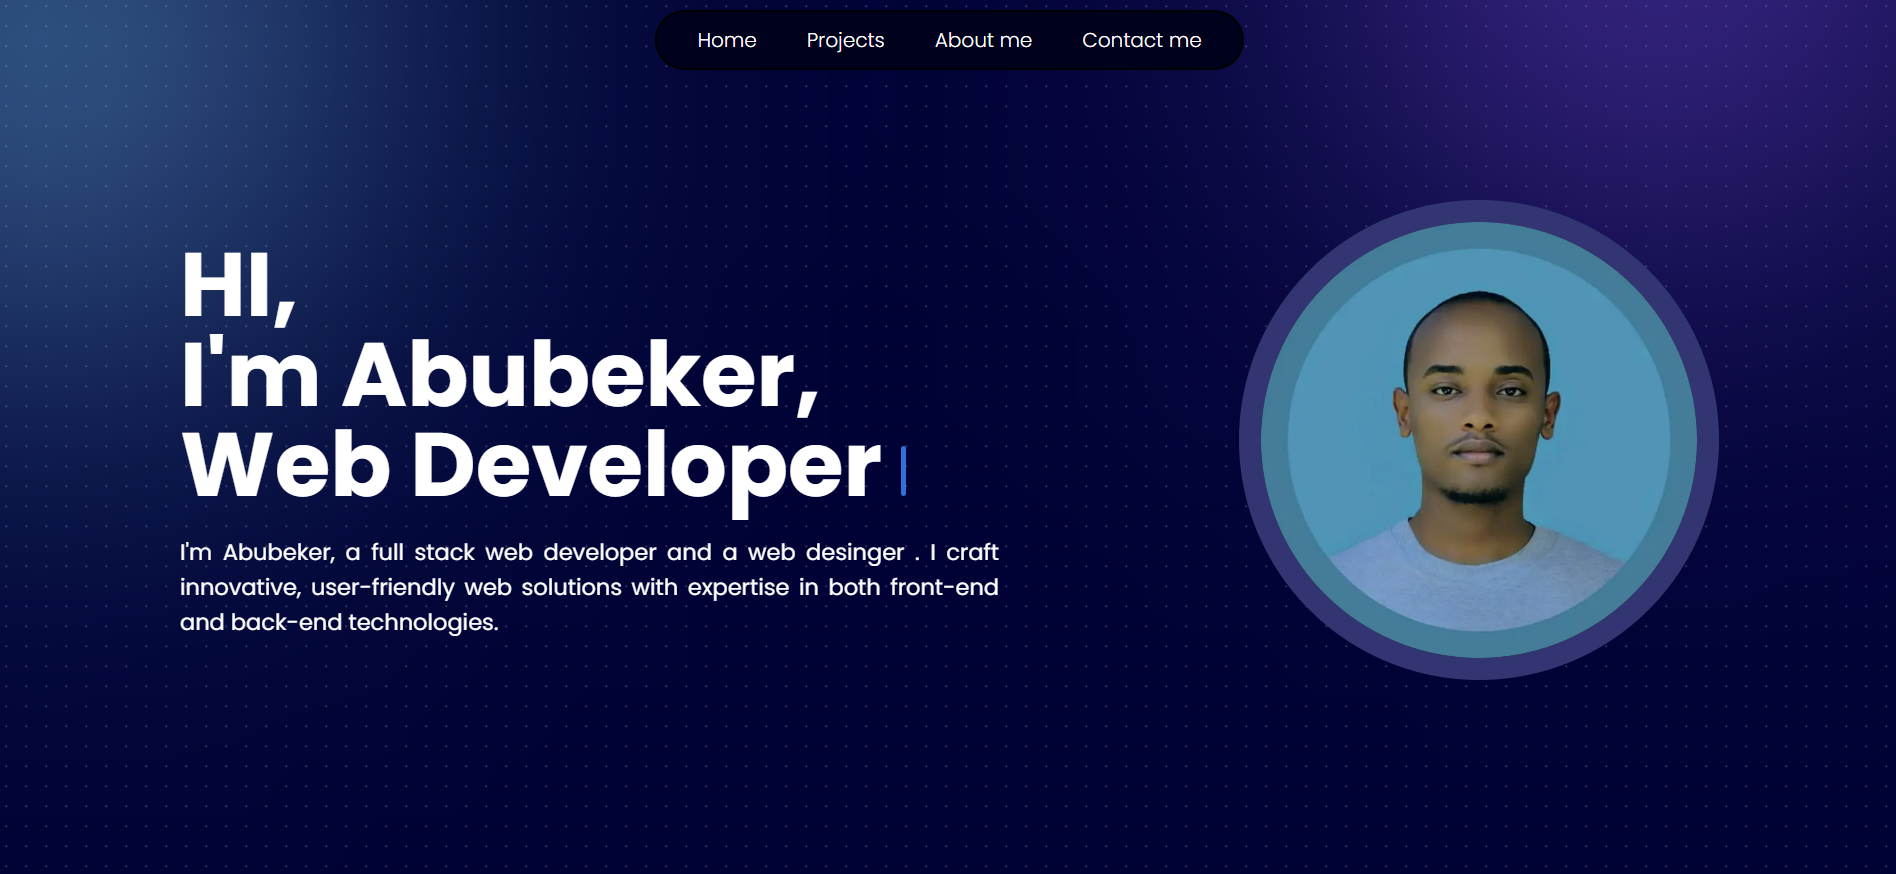 Home Projects About me Contact me
HI,
I'm Abubeker,
Web Developer
I'm Abubeker, a full stack web developer and a web desinger . I craft
innovative, user-friendly web solutions with expertise in both front-end
and back-end technologies.